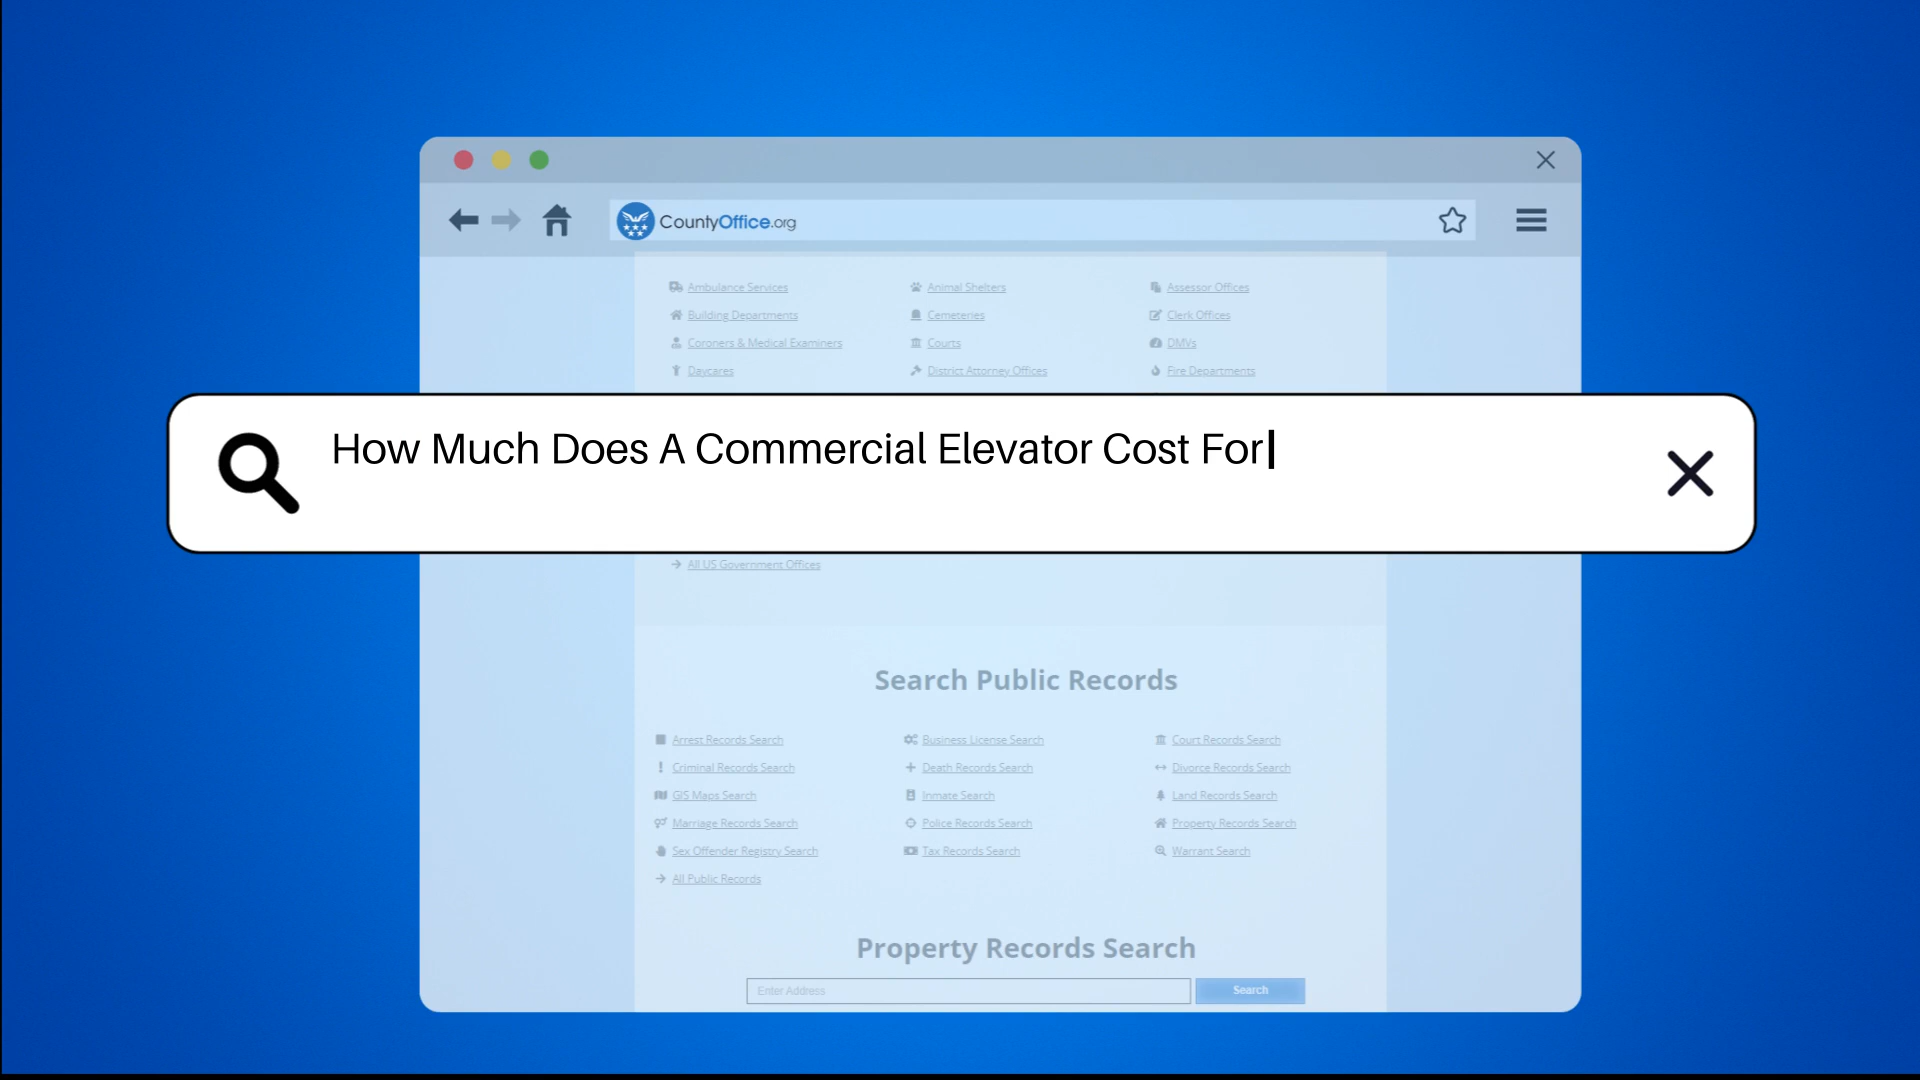 CountyOffice.org
Ambulance Services Animal Shelters Assessor Offices
Building Departments Cemeteries Clerk Offices
Coroners & Medical Examiners Courts DMVs
Daycares District Attorney Offices Fire Departments
How Much Does A Commercial Elevator Cost For
All US Government Offices
Search Public Records
Arrest Records Search Business License Search Court Records Search
Criminal Records Search Death Records Search Divorce Records Search
GIS Maps Search Inmate Search Land Records Search
Marriage Records Search Police Records Search Property Records Search
Sex Offender Registry Search Tax Records Search Warrant Search
All Public Records
Property Records Search
Enter Address Search